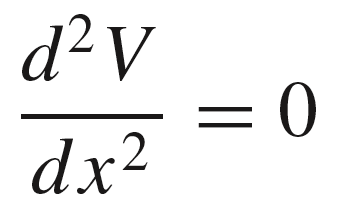 d²V/dx² = 0